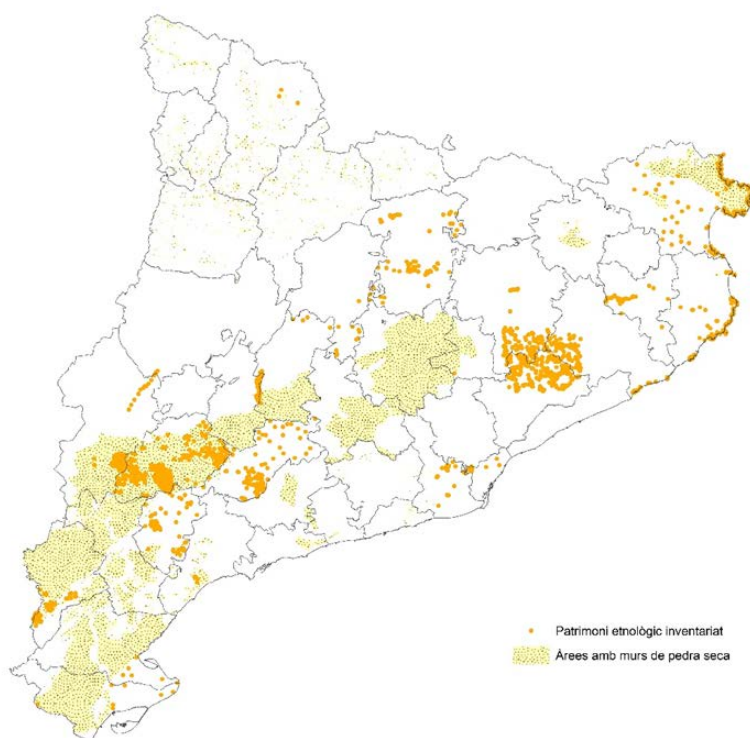 Patrimoni etnològic inventariat
Àrees amb murs de pedra seca